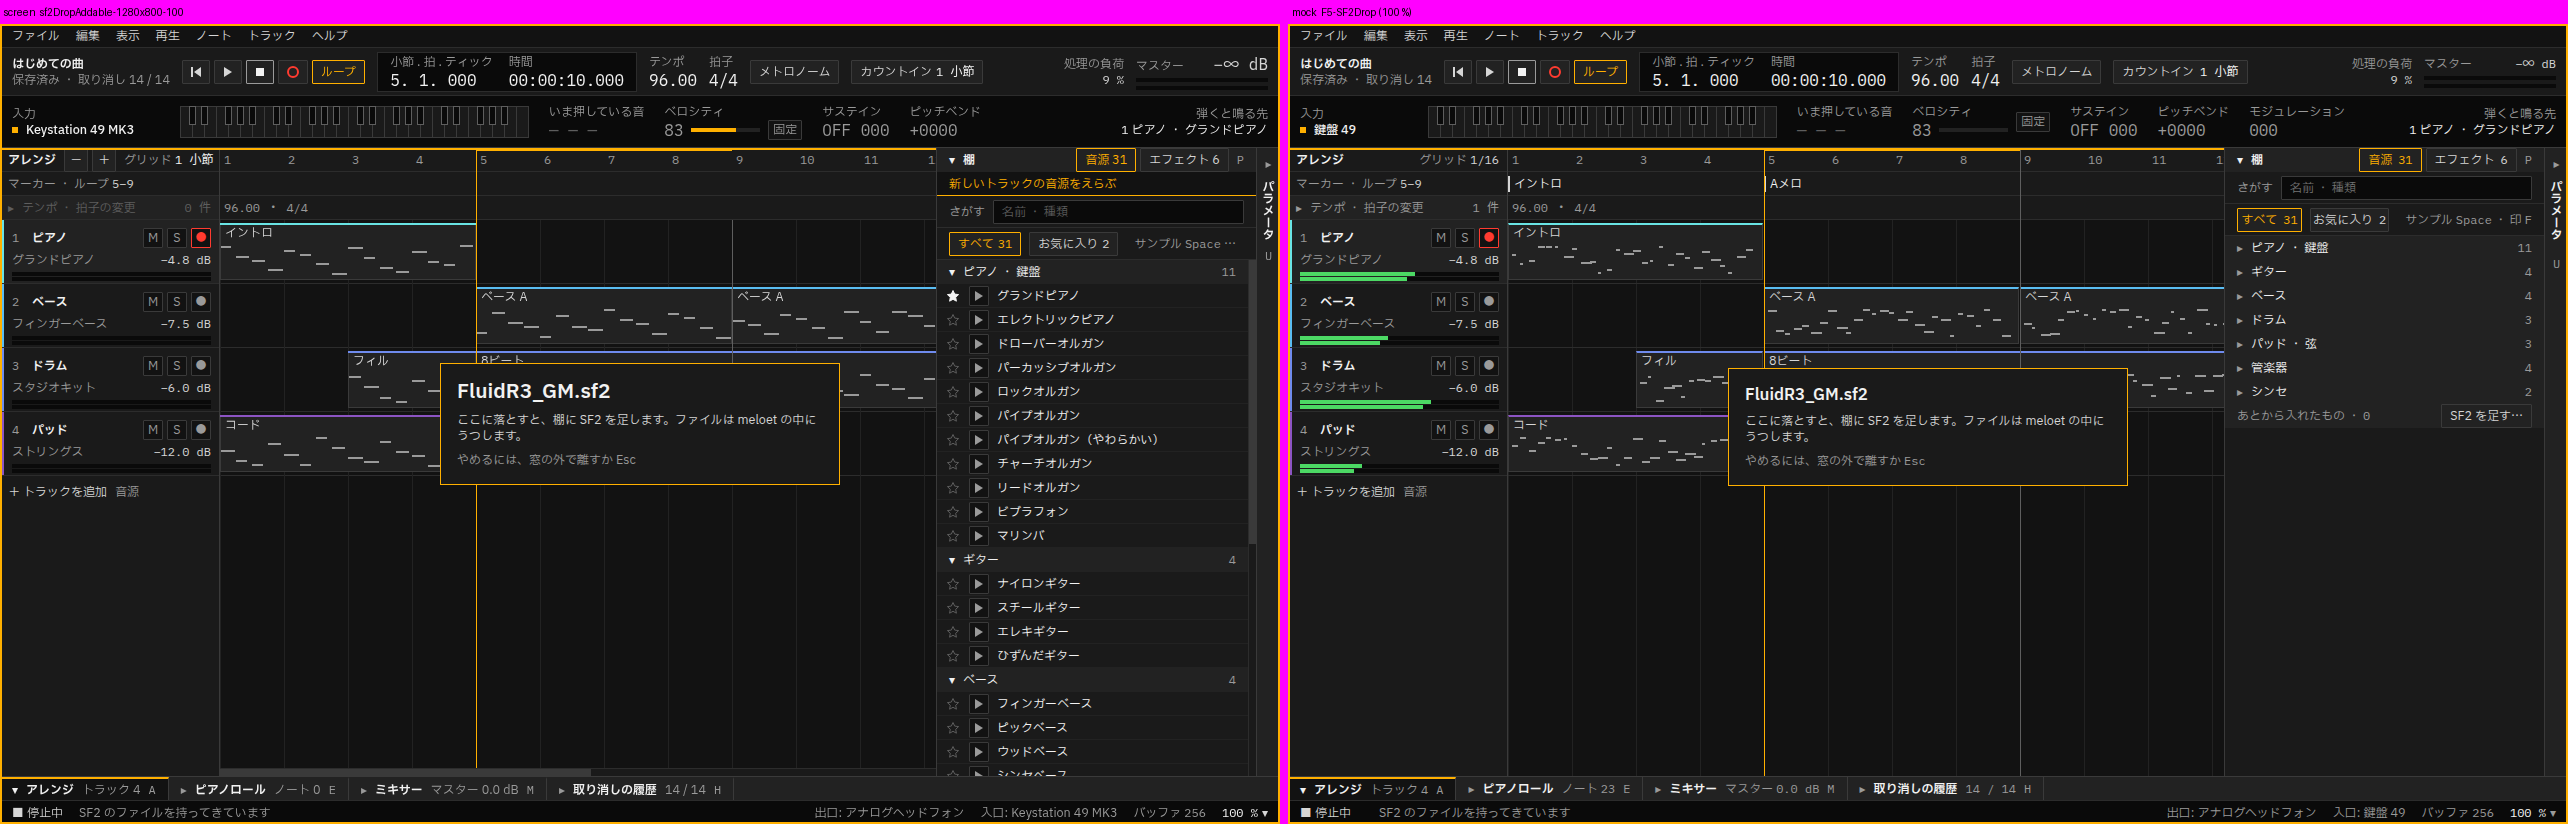 screen sf2DropAddable-1280x800-100
ファイル 編集 表示 再生 ノート トラック ヘルプ
はじめての曲
保存済み ・ 取り消し 14 / 14
ループ
小節 . 拍 . ティック 時間
5. 1. 000 00:00:10.000
テンポ 拍子
96.00 4/4
メトロノーム
カウントイン 1 小節
処理の負荷 マスター −∞ dB
9 %
入力
Keystation 49 MK3
いま押している音 ベロシティ サステイン ピッチベンド
— — — 83 固定 OFF 000 +0000
弾くと鳴る先
1 ピアノ ・ グランドピアノ
アレンジ − + グリッド 1 小節
1 2 3 4 5 6 7 8 9 10 11 1
マーカー ・ ループ 5–9
▸ テンポ ・ 拍子の変更 0 件
96.00 ・ 4/4
1 ピアノ M S
グランドピアノ −4.8 dB
イントロ
2 ベース M S
フィンガーベース −7.5 dB
ベース A ベース A
3 ドラム M S
スタジオキット −6.0 dB
フィル 8ビート
4 パッド M S
ストリングス −12.0 dB
コード
+ トラックを追加 音源
FluidR3_GM.sf2
ここに落とすと、棚に SF2 を足します。ファイルは meloet の中に
うつします。
やめるには、窓の外で離すか Esc
▾ 棚 音源 31 エフェクト 6 P
新しいトラックの音源をえらぶ
さがす 名前 ・ 種類
すべて 31 お気に入り 2 サンプル Space …
▾ ピアノ ・ 鍵盤 11
グランドピアノ
エレクトリックピアノ
ドローバーオルガン
パーカッシブオルガン
ロックオルガン
パイプオルガン
パイプオルガン（やわらかい）
チャーチオルガン
リードオルガン
ビブラフォン
マリンバ
▾ ギター 4
ナイロンギター
スチールギター
エレキギター
ひずんだギター
▾ ベース 4
フィンガーベース
ピックベース
ウッドベース
シンセベース
▸ パラメータ U
▾ アレンジ トラック 4 A ▸ ピアノロール ノート 0 E ▸ ミキサー マスター 0.0 dB M ▸ 取り消しの履歴 14 / 14 H
■ 停止中 SF2 のファイルを持ってきています
出口: アナログヘッドフォン 入口: Keystation 49 MK3 バッファ 256 100 % ▾
mock F5-SF2Drop (100 %)
ファイル 編集 表示 再生 ノート トラック ヘルプ
はじめての曲
保存済み ・ 取り消し 14
ループ
小節 . 拍 . ティック 時間
5. 1. 000 00:00:10.000
テンポ 拍子
96.00 4/4
メトロノーム
カウントイン 1 小節
処理の負荷 マスター −∞ dB
9 %
入力
鍵盤 49
いま押している音 ベロシティ サステイン ピッチベンド モジュレーション
— — — 83 固定 OFF 000 +0000 000
弾くと鳴る先
1 ピアノ ・ グランドピアノ
アレンジ グリッド 1/16
1 2 3 4 5 6 7 8 9 10 11 1
マーカー ・ ループ 5–9
イントロ Aメロ
▸ テンポ ・ 拍子の変更 1 件
96.00 ・ 4/4
1 ピアノ M S
グランドピアノ −4.8 dB
イントロ
2 ベース M S
フィンガーベース −7.5 dB
ベース A ベース A
3 ドラム M S
スタジオキット −6.0 dB
フィル 8ビート
4 パッド M S
ストリングス −12.0 dB
コード
+ トラックを追加 音源
FluidR3_GM.sf2
ここに落とすと、棚に SF2 を足します。ファイルは meloet の中に
うつします。
やめるには、窓の外で離すか Esc
▾ 棚 音源 31 エフェクト 6 P
さがす 名前 ・ 種類
すべて 31 お気に入り 2 サンプル Space ・ 印 F
▸ ピアノ ・ 鍵盤 11
▸ ギター 4
▸ ベース 4
▸ ドラム 3
▸ パッド ・ 弦 3
▸ 管楽器 4
▸ シンセ 2
あとから入れたもの ・ 0 SF2 を足す…
▸ パラメータ U
▾ アレンジ トラック 4 A ▸ ピアノロール ノート 23 E ▸ ミキサー マスター 0.0 dB M ▸ 取り消しの履歴 14 / 14 H
■ 停止中 SF2 のファイルを持ってきています
出口: アナログヘッドフォン 入口: 鍵盤 49 バッファ 256 100 % ▾